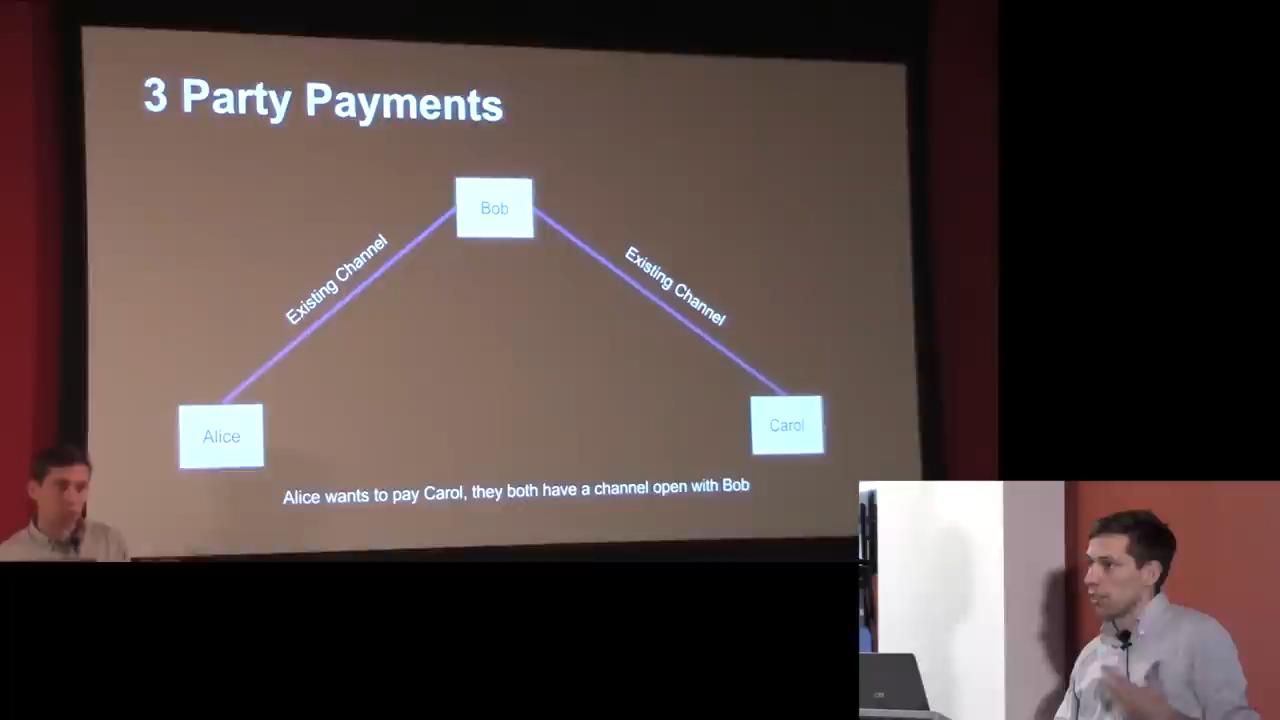 3 Party Payments
Bob
Existing Channel
Existing Channel
Alice
Carol
Alice wants to pay Carol, they both have a channel open with Bob